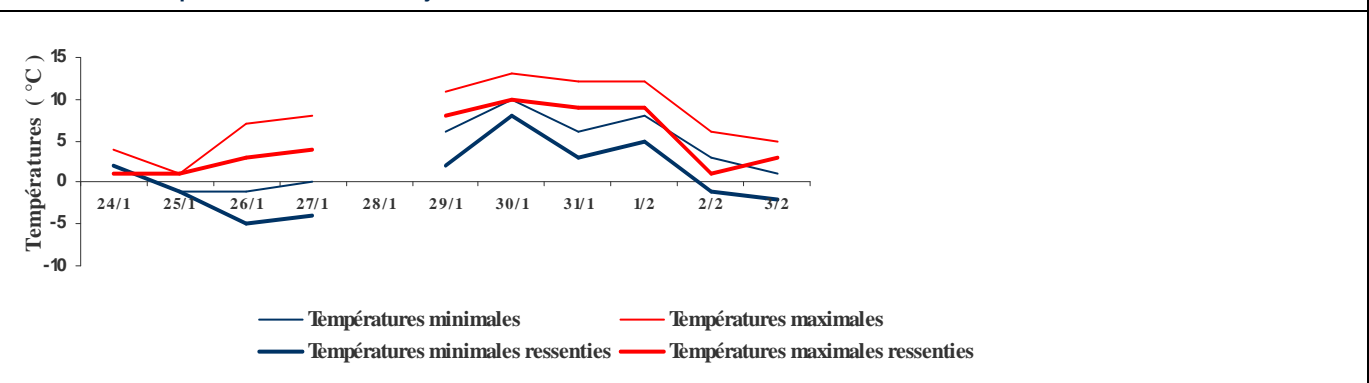 Températures ( °C )
15
10
5
0
-5
-10
24/1 25/1 26/1 27/1 28/1 29/1 30/1 31/1 1/2 2/2 3/2
Températures minimales Températures maximales
Températures minimales ressenties Températures maximales ressenties